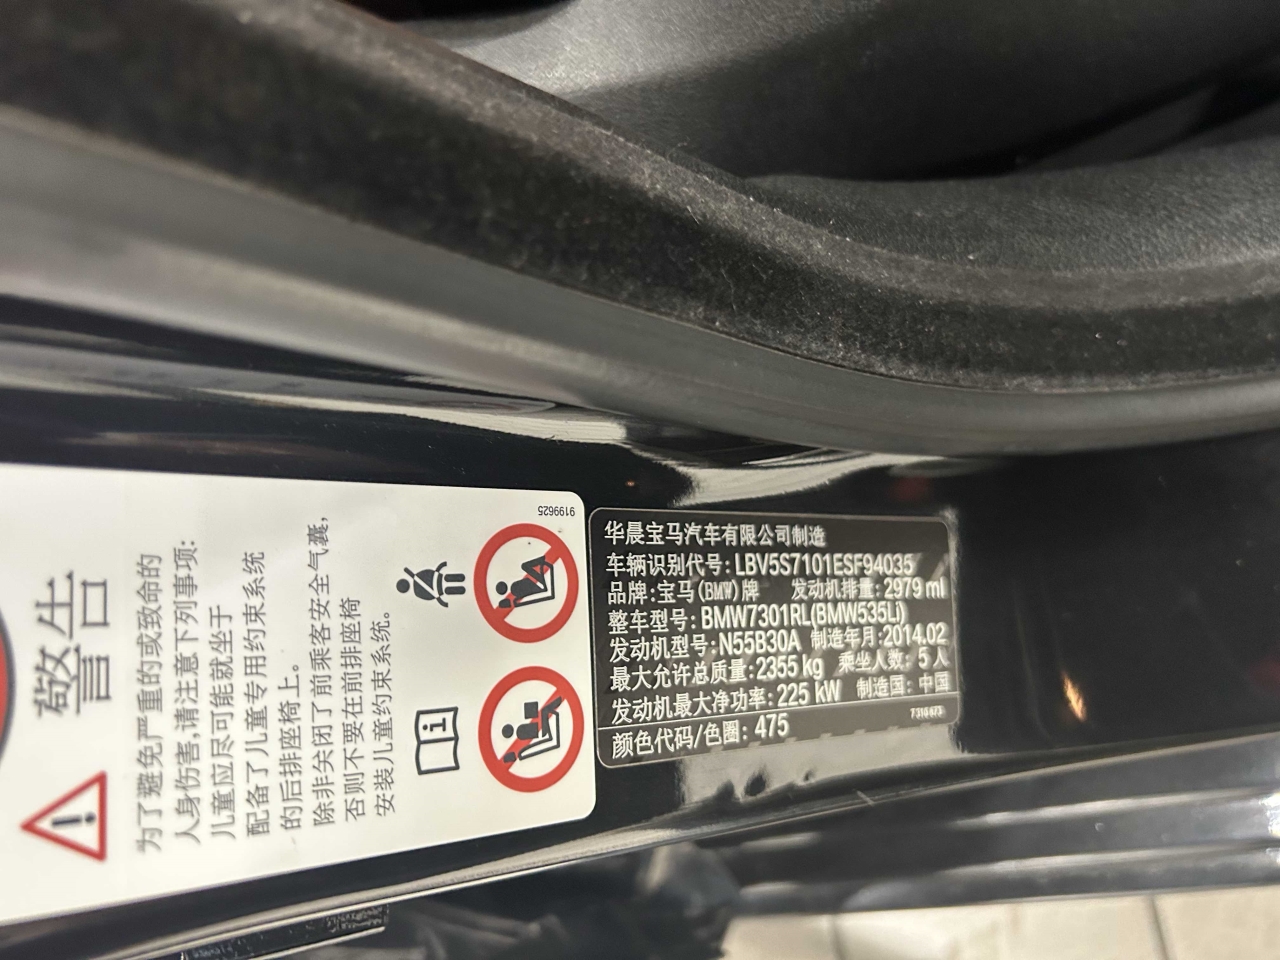 警告
为了避免严重的或致命的
人身伤害,请注意下列事项:
儿童应尽可能就坐于
配备了儿童专用约束系统
的后排座椅上。
除非关闭了前乘客安全气囊,
否则不要在前排座椅
安装儿童约束系统。
9199625
华晨宝马汽车有限公司制造
车辆识别代号: LBV5S7101ESF94035
品牌: 宝马(BMW)牌 发动机排量: 2979 ml
整车型号: BMW7301RL(BMW535Li)
发动机型号: N55B30A 制造年月:2014.02
最大允许总质量: 2355 kg 乘坐人数: 5 人
发动机最大净功率: 225 kW 制造国: 中国
颜色代码/色圈: 475